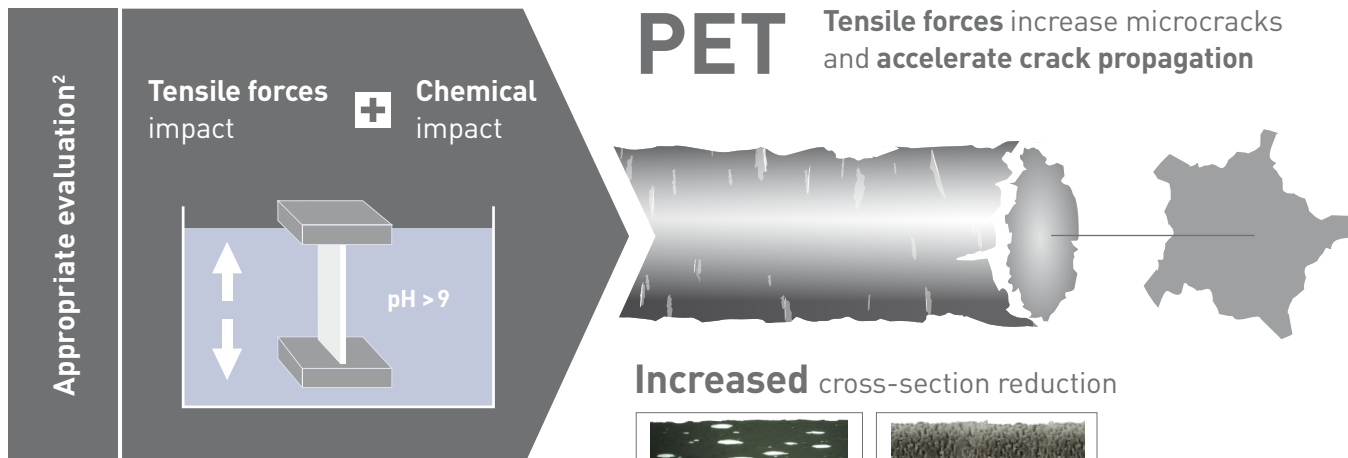 Appropriate evaluation²
Tensile forces
impact
+
Chemical
impact
pH > 9
PET
Tensile forces increase microcracks
and accelerate crack propagation
Increased cross-section reduction